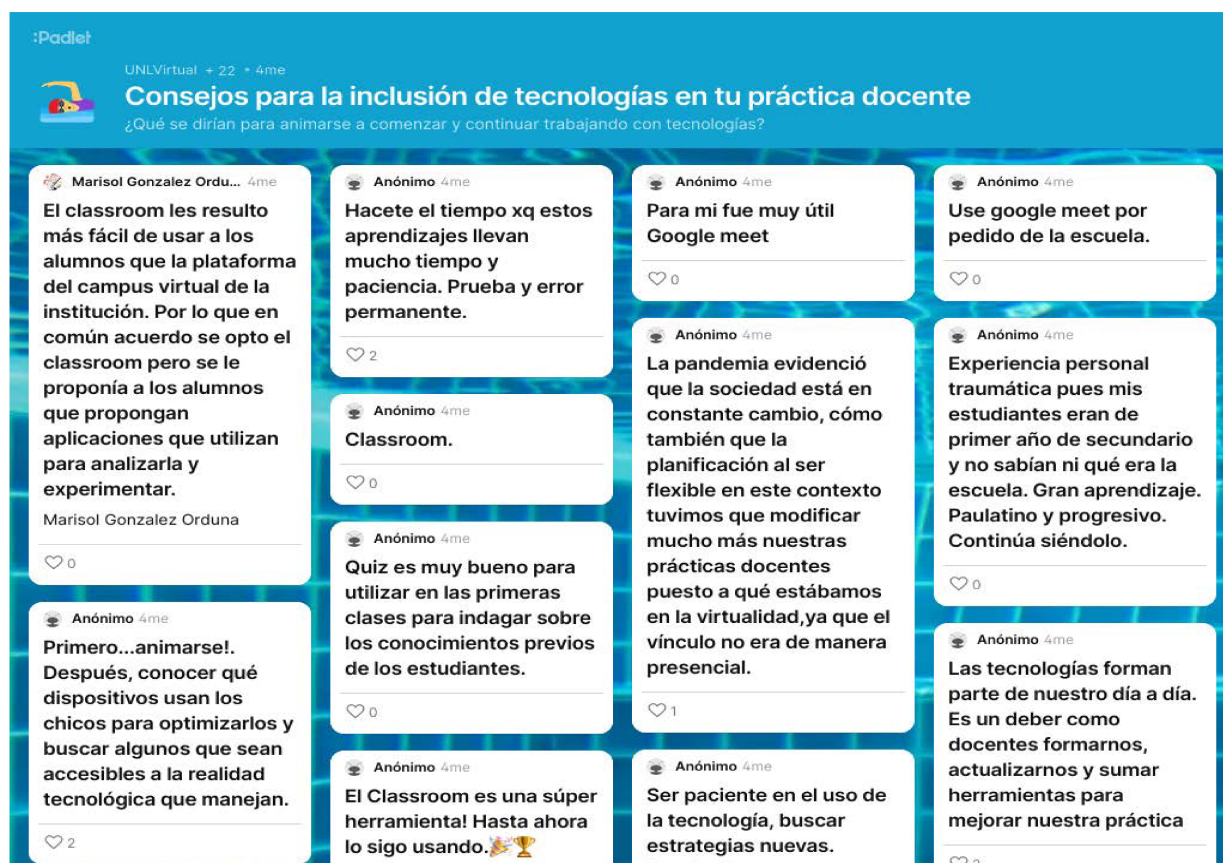 :Padlet
UNLVirtual + 22 • 4me
Consejos para la inclusión de tecnologías en tu práctica docente
¿Qué se dirían para animarse a comenzar y continuar trabajando con tecnologías?
Marisol Gonzalez Ordu... 4me
El classroom les resulto
más fácil de usar a los
alumnos que la plataforma
del campus virtual de la
institución. Por lo que en
común acuerdo se opto el
classroom pero se le
proponía a los alumnos
que propongan
aplicaciones que utilizan
para analizarla y
experimentar.
Marisol Gonzalez Orduna
0
Anónimo 4me
Primero...animarse!.
Después, conocer qué
dispositivos usan los
chicos para optimizarlos y
buscar algunos que sean
accesibles a la realidad
tecnológica que manejan.
2
Anónimo 4me
Hacete el tiempo xq estos
aprendizajes llevan
mucho tiempo y
paciencia. Prueba y error
permanente.
2
Anónimo 4me
Classroom.
0
Anónimo 4me
Quiz es muy bueno para
utilizar en las primeras
clases para indagar sobre
los conocimientos previos
de los estudiantes.
0
Anónimo 4me
El Classroom es una súper
herramienta! Hasta ahora
lo sigo usando.🎉🏆
Anónimo 4me
Para mi fue muy útil
Google meet
0
Anónimo 4me
La pandemia evidenció
que la sociedad está en
constante cambio, cómo
también que la
planificación al ser
flexible en este contexto
tuvimos que modificar
mucho más nuestras
prácticas docentes
puesto a qué estábamos
en la virtualidad,ya que el
vínculo no era de manera
presencial.
1
Anónimo 4me
Ser paciente en el uso de
la tecnología, buscar
estrategias nuevas.
Anónimo 4me
Use google meet por
pedido de la escuela.
0
Anónimo 4me
Experiencia personal
traumática pues mis
estudiantes eran de
primer año de secundario
y no sabían ni qué era la
escuela. Gran aprendizaje.
Paulatino y progresivo.
Continúa siéndolo.
0
Anónimo 4me
Las tecnologías forman
parte de nuestro día a día.
Es un deber como
docentes formarnos,
actualizarnos y sumar
herramientas para
mejorar nuestra práctica